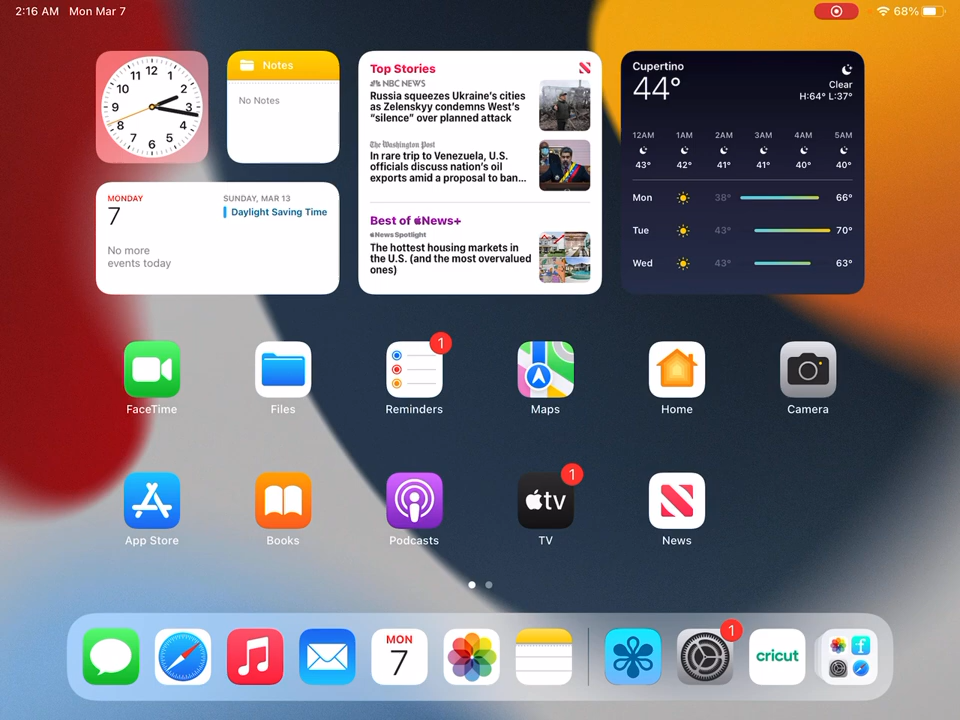 2:16 AM Mon Mar 7
68%
12
1
2
3
4
5
6
7
8
9
10
11
Notes
No Notes
MONDAY
7
No more
events today
SUNDAY, MAR 13
Daylight Saving Time
Top Stories
NBC NEWS
Russia squeezes Ukraine's cities
as Zelenskyy condemns West's
"silence" over planned attack
The Washington Post
In rare trip to Venezuela, U.S.
officials discuss nation's oil
exports amid a proposal to ban...
Best of News+
News Spotlight
The hottest housing markets in
the U.S. (and the most overvalued
ones)
Cupertino
44°
Clear
H:64° L:37°
12AM 1AM 2AM 3AM 4AM 5AM
43° 42° 41° 41° 40° 40°
Mon 38° 66°
Tue 43° 70°
Wed 43° 63°
1
FaceTime Files Reminders Maps Home Camera
1
tv
App Store Books Podcasts TV News
MON
7
1
cricut
f